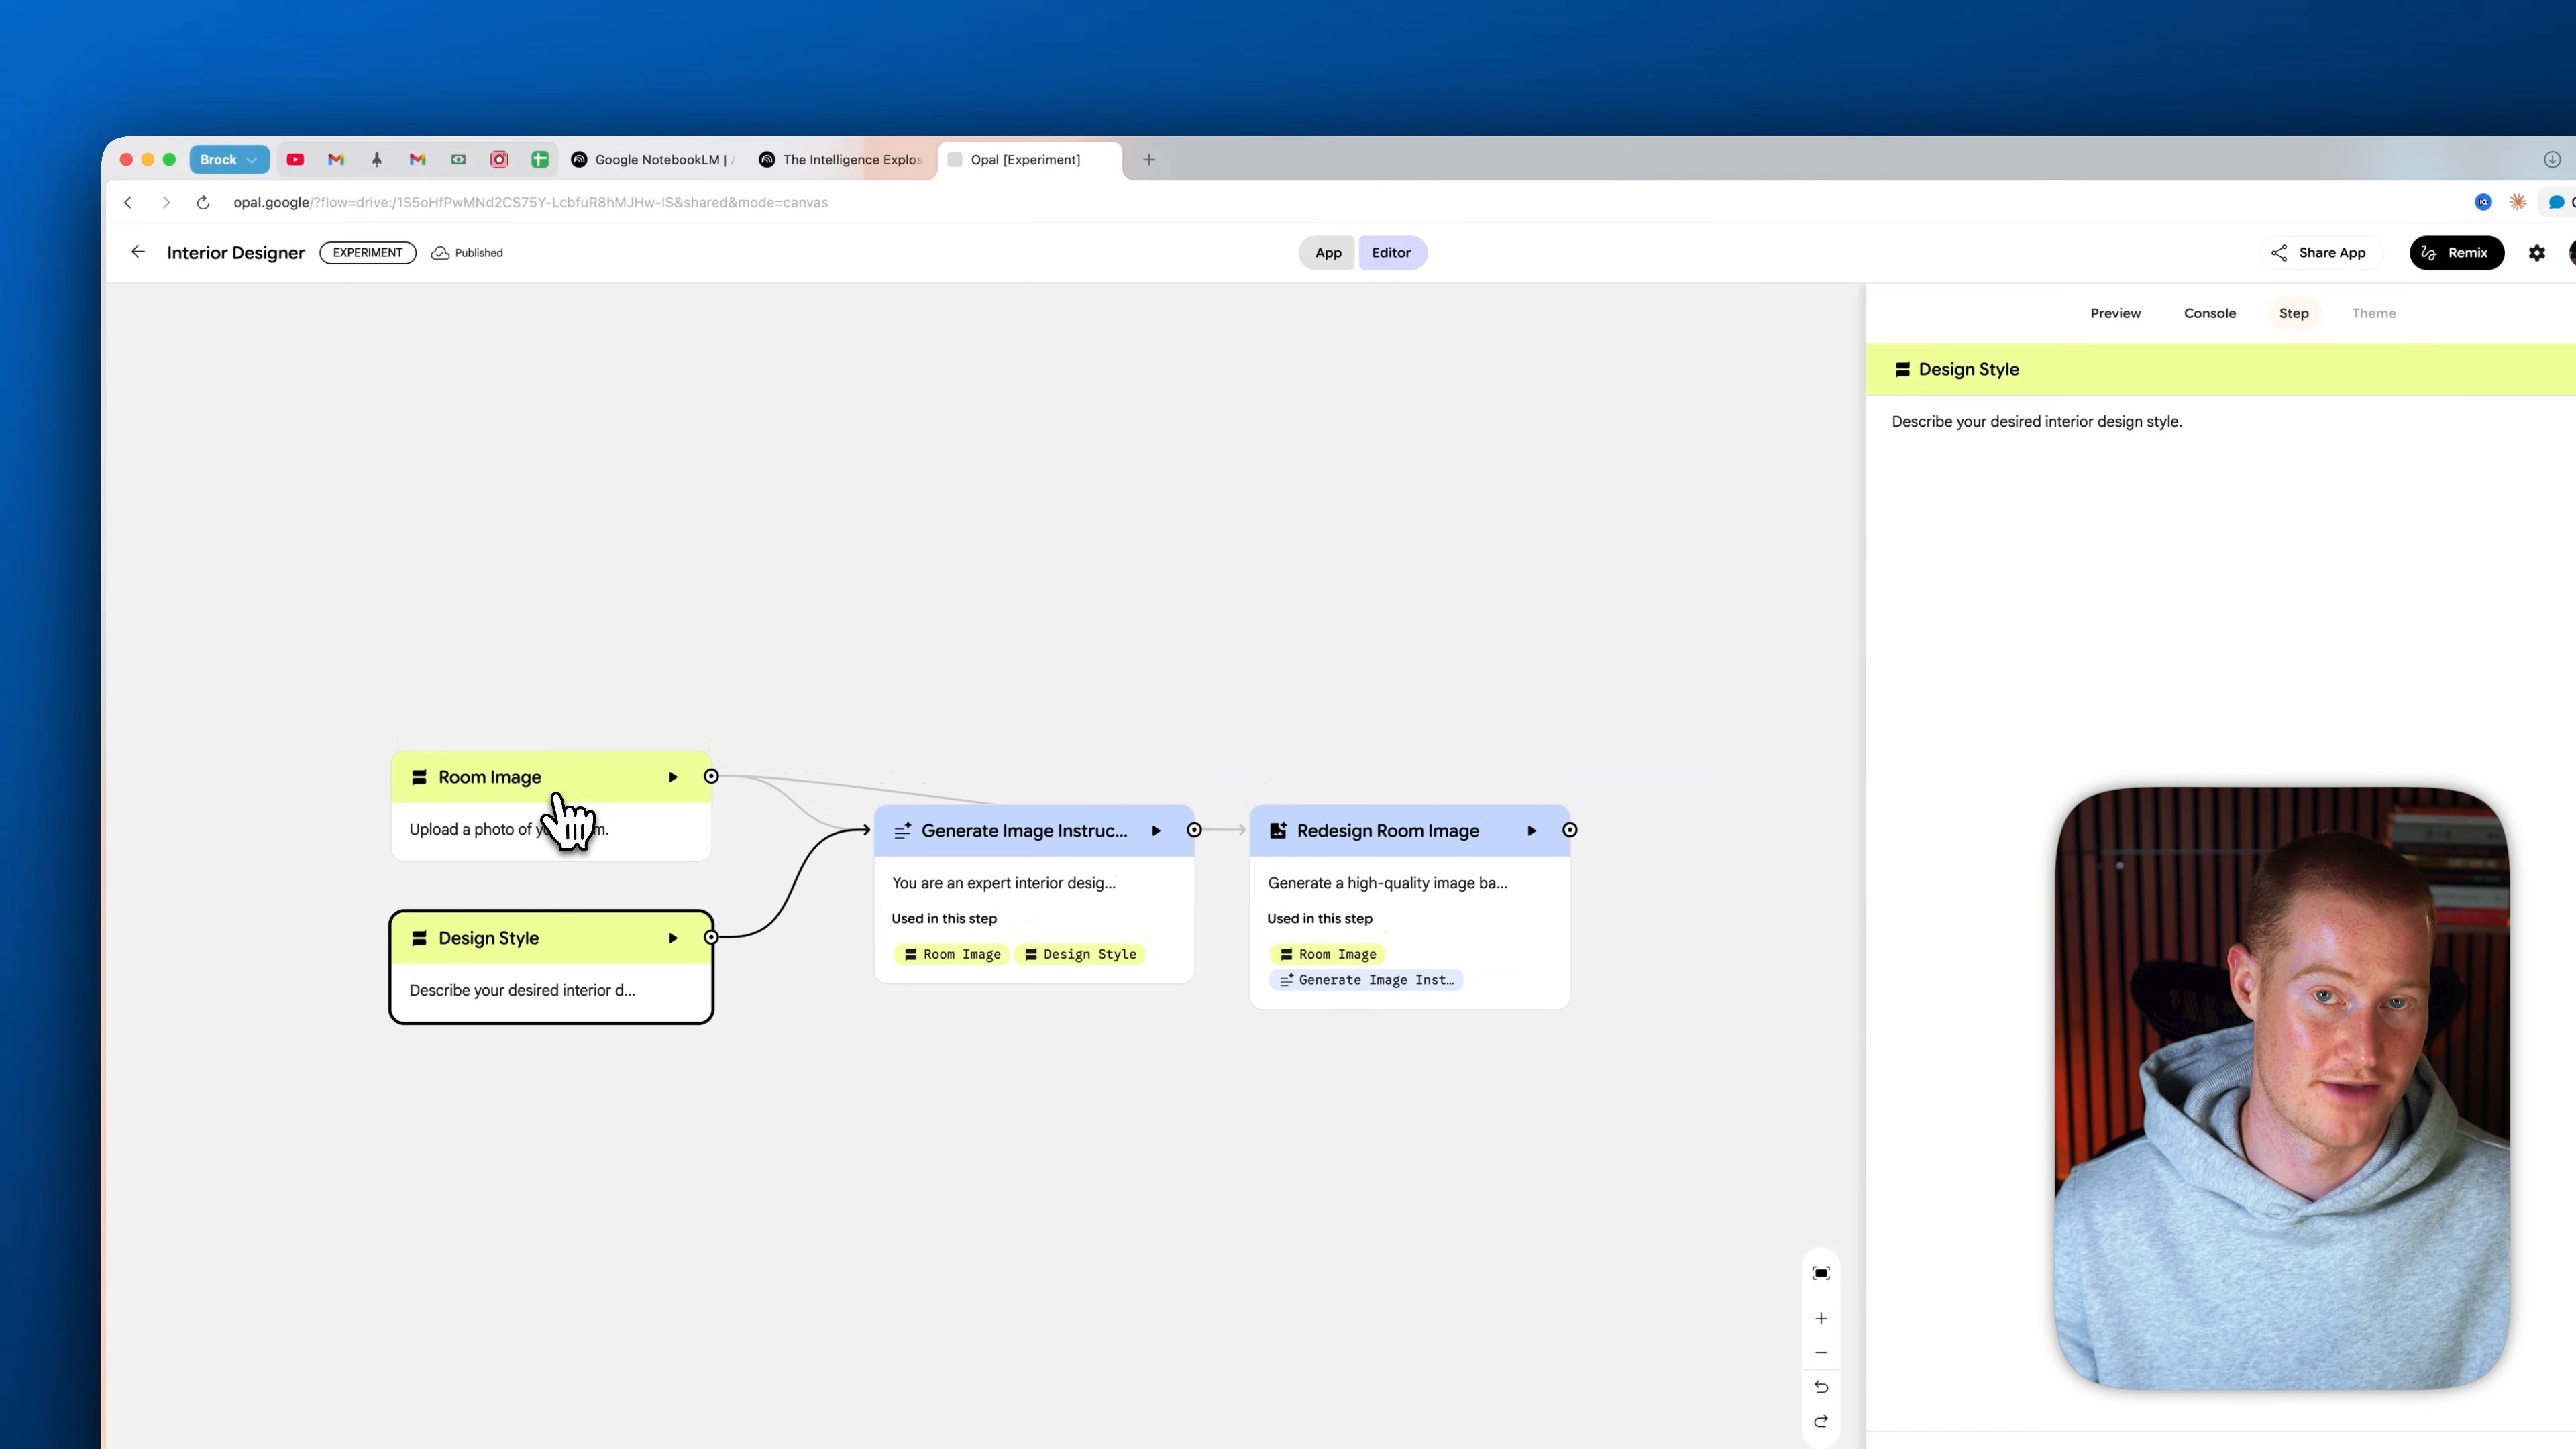 Brock
Google NotebookLM |
The Intelligence Explos
Opal [Experiment]
opal.google/?flow=drive:/1S5oHfPwMNd2CS75Y-LcbfuR8hMJHw-lS&shared&mode=canvas
Interior Designer
EXPERIMENT
Published
App
Editor
Share App
Remix
Preview
Console
Step
Theme
Design Style
Describe your desired interior design style.
Room Image
Upload a photo of
Generate Image Instruc...
You are an expert interior desig...
Used in this step
Room Image
Design Style
Redesign Room Image
Generate a high-quality image ba...
Used in this step
Room Image
Generate Image Inst...
Design Style
Describe your desired interior d...